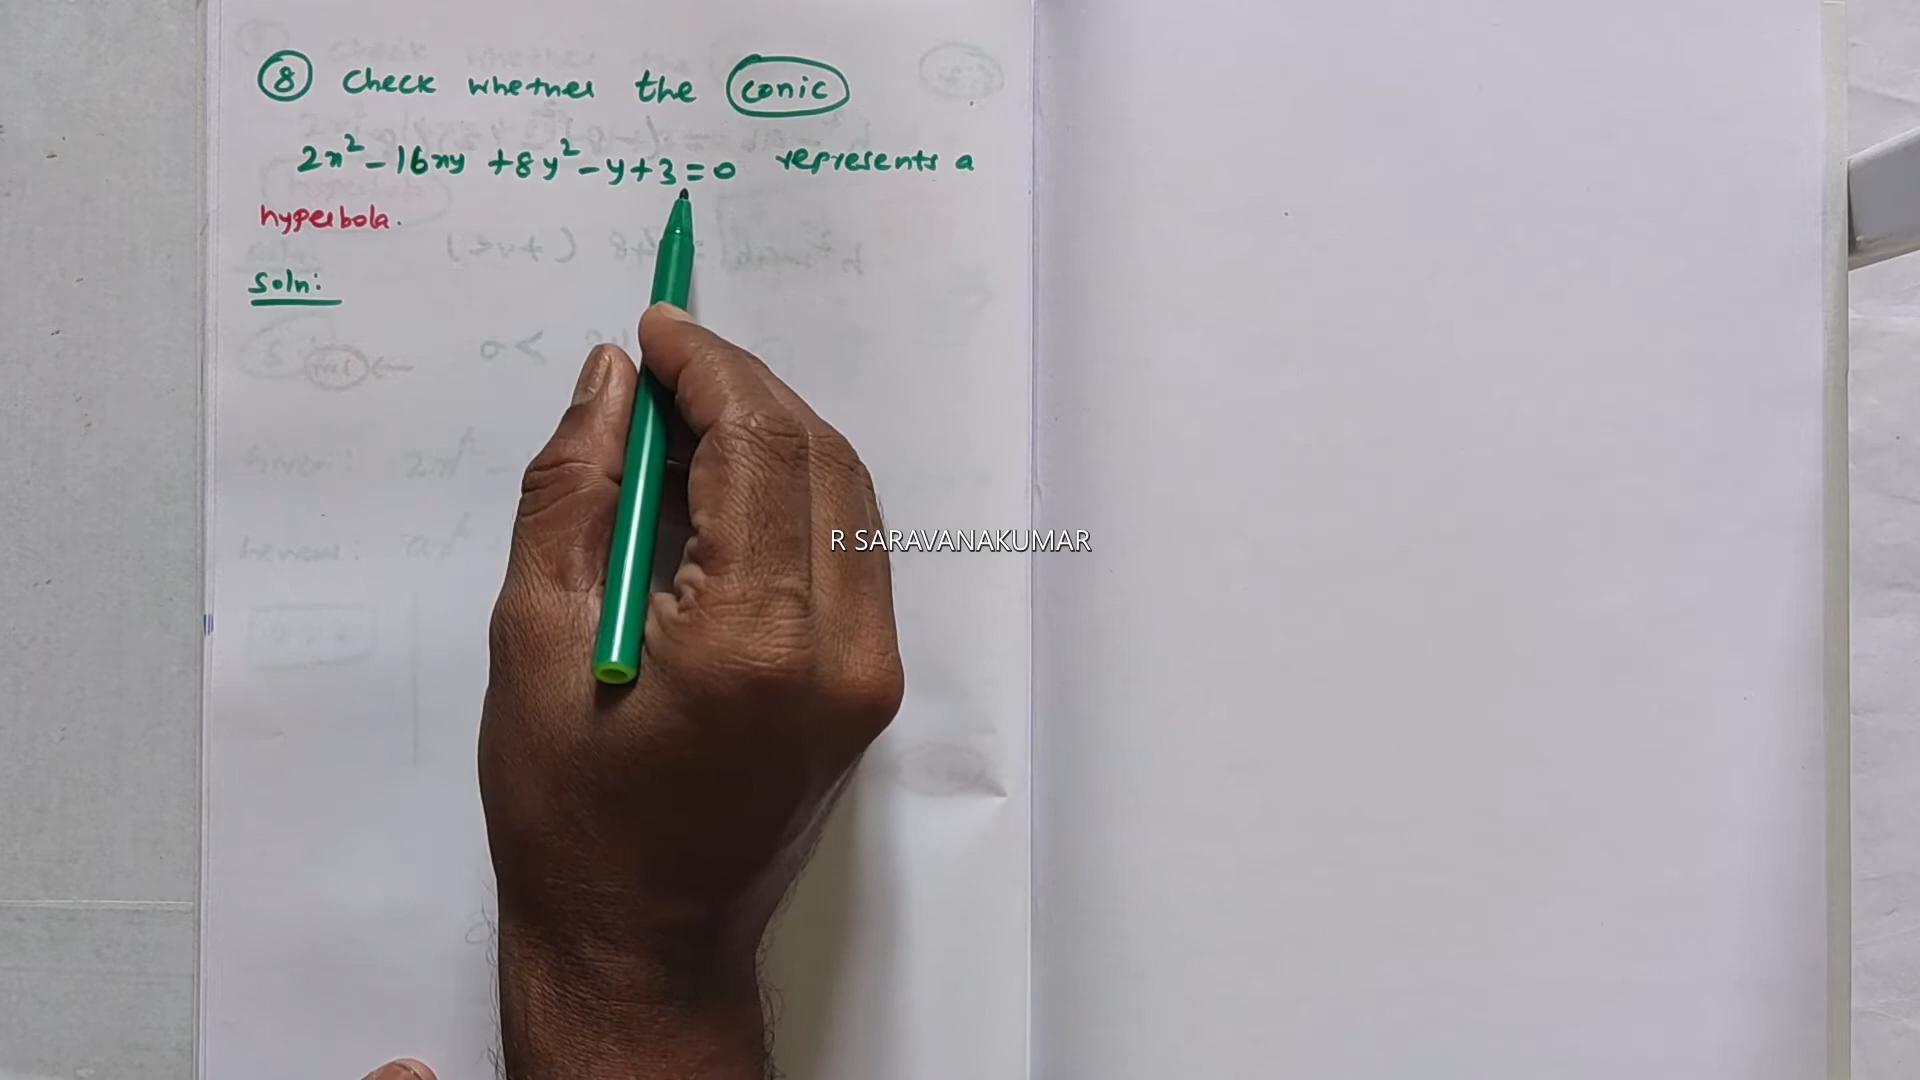 8 Check whether the conic
2x² - 16xy + 8y² - y + 3 = 0 represents a
hyperbola.
Soln:
R SARAVANAKUMAR